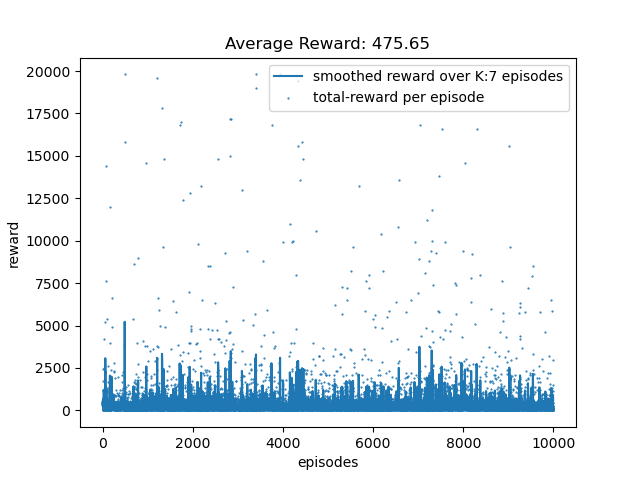 Average Reward: 475.65
smoothed reward over K:7 episodes
total-reward per episode
20000
17500
15000
12500
10000
7500
5000
2500
0
reward
0 2000 4000 6000 8000 10000
episodes